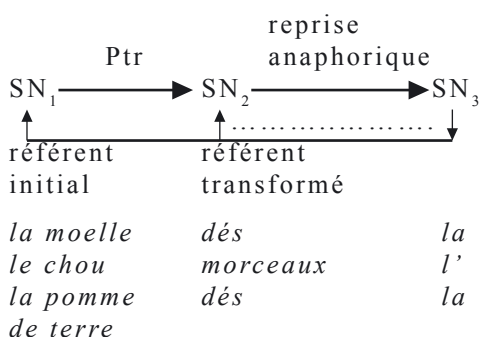 reprise
Ptr anaphorique
SN1 SN2 SN3
....................
référent référent
initial transformé
la moelle dés la
le chou morceaux l’
la pomme dés la
de terre